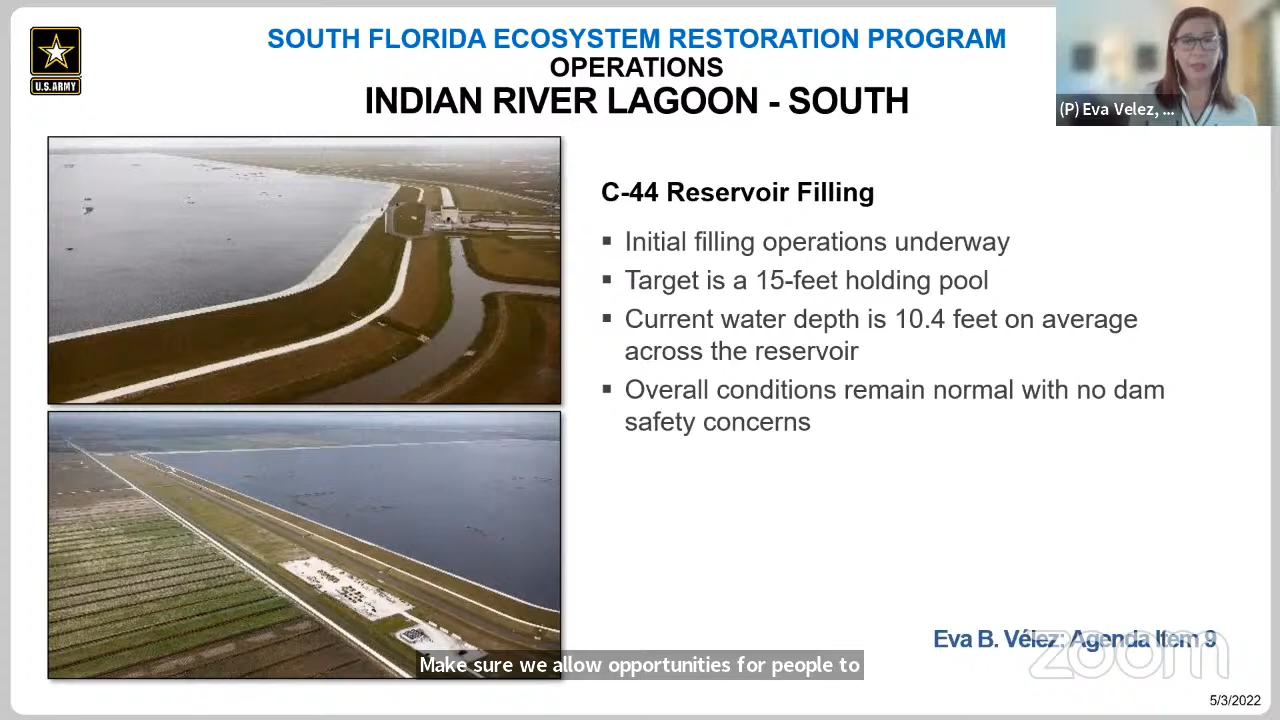 SOUTH FLORIDA ECOSYSTEM RESTORATION PROGRAM
OPERATIONS
INDIAN RIVER LAGOON - SOUTH
U.S.ARMY
(P) Eva Velez, ...
C-44 Reservoir Filling
▪ Initial filling operations underway
▪ Target is a 15-feet holding pool
▪ Current water depth is 10.4 feet on average
across the reservoir
▪ Overall conditions remain normal with no dam
safety concerns
Eva B. Vélez; Agenda Item 9
zoom
Make sure we allow opportunities for people to
5/3/2022